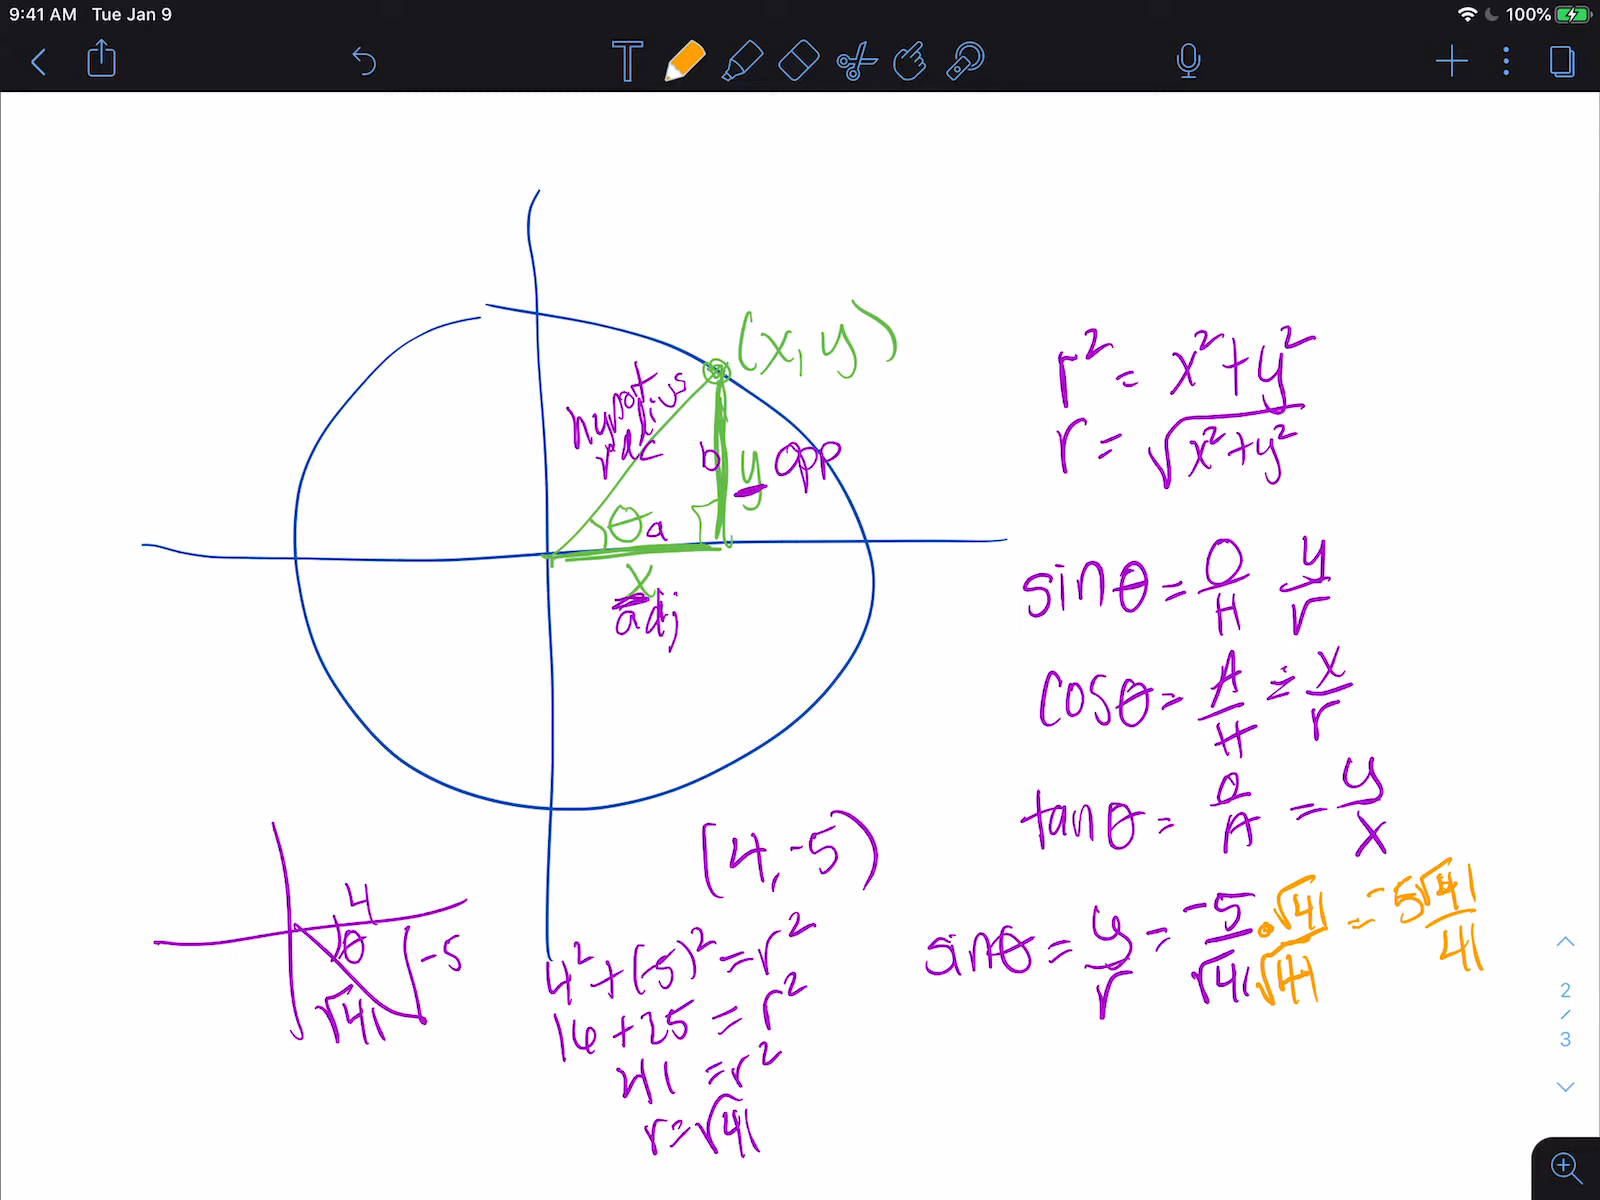 9:41 AM Tue Jan 9
100%
(x, y)
hypot
radius
b y opp
θ a
x
adj
r² = x² + y²
r = √x² + y²
sinθ = O/H y/r
cosθ = A/H = x/r
tanθ = O/A = y/x
(4, -5)
4
θ
-5
√41
4² + (-5)² = r²
16 + 25 = r²
41 = r²
r = √41
sinθ = y/r = -5/√41 · √41/√41 = -5√41/41
2
/
3